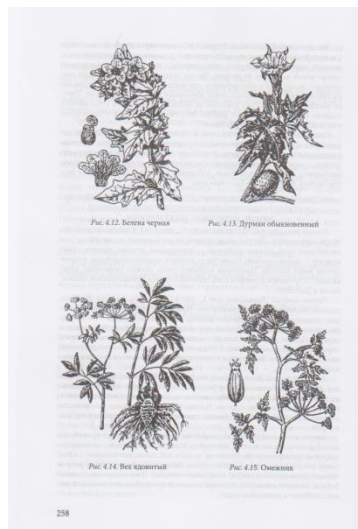 Рис. 4.12. Белена черная
Рис. 4.13. Дурман обыкновенный
Рис. 4.14. Вех ядовитый
Рис. 4.15. Омежник
258